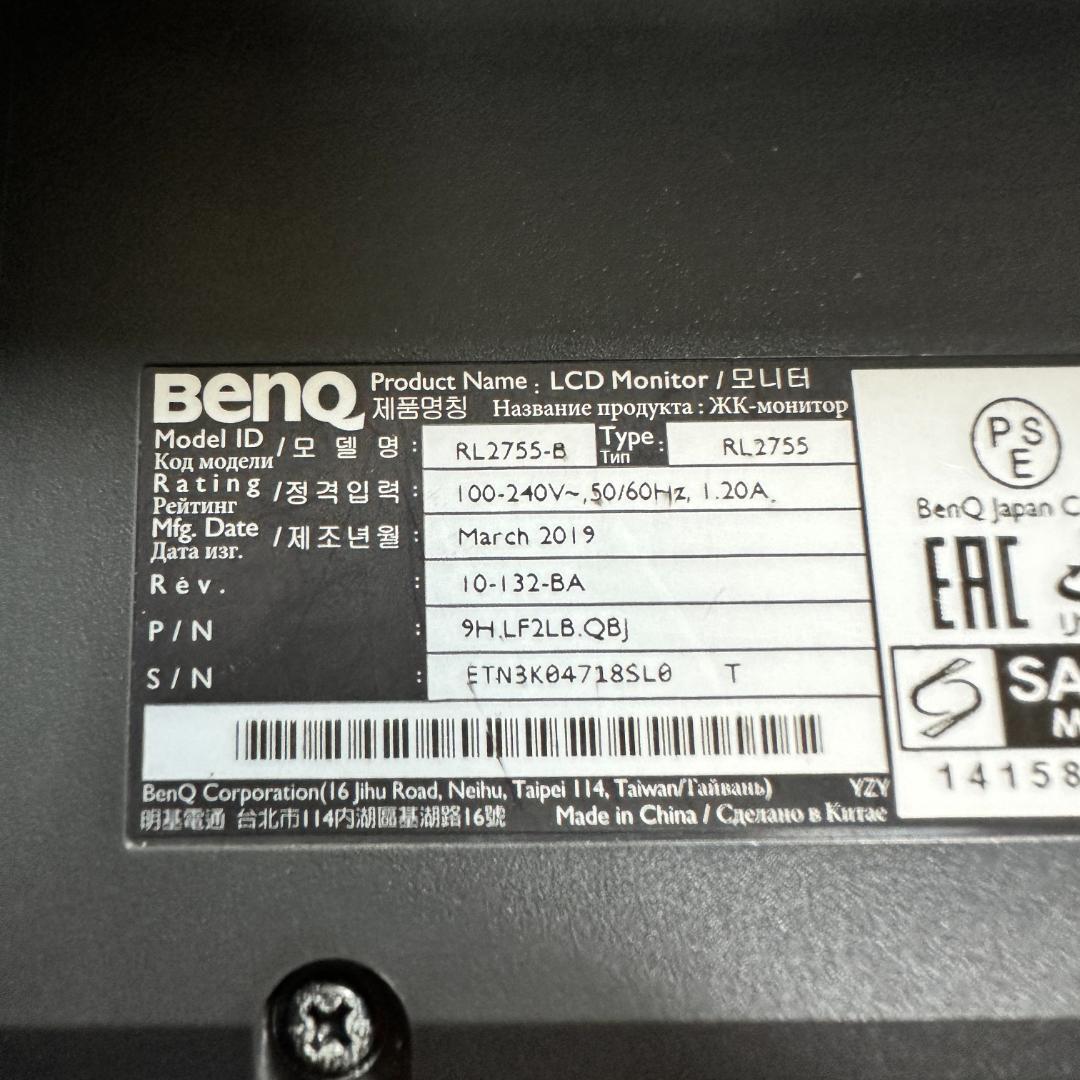 BenQ
Product Name : LCD Monitor / 모니터
제품명칭 Название продукта : ЖК-монитор
Model ID / 모 델 명 : RL2755-B Type : RL2755
Код модели Тип
Rating / 정격입력 : 100-240V~, 50/60Hz, 1.20A
Рейтинг
Mfg. Date / 제조년월 : March 2019
Дата изг.
Rev. : 10-132-BA
P/N : 9H.LF2LB.QBJ
S/N : ETN3K04718SL0 T
BenQ Corporation(16 Jihu Road, Neihu, Taipei 114, Taiwan/Тайвань) YZY
明基電通 台北市114內湖區基湖路16號 Made in China / Сделано в Китае
PSE
BenQ Japan C
EAC
SA
14158